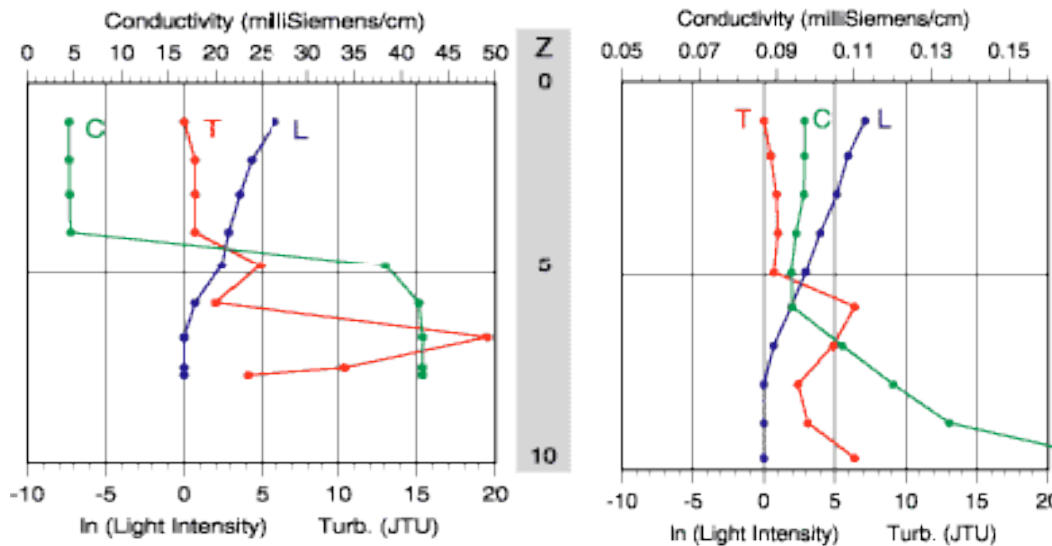 Conductivity (milliSiemens/cm)
0 5 10 15 20 25 30 35 40 45 50
C T L
-10 -5 0 5 10 15 20
ln (Light Intensity) Turb. (JTU)
Z
0
5
10
Conductivity (milliSiemens/cm)
0.05 0.07 0.09 0.11 0.13 0.15
T C L
-10 -5 0 5 10 15 20
ln (Light Intensity) Turb. (JTU)